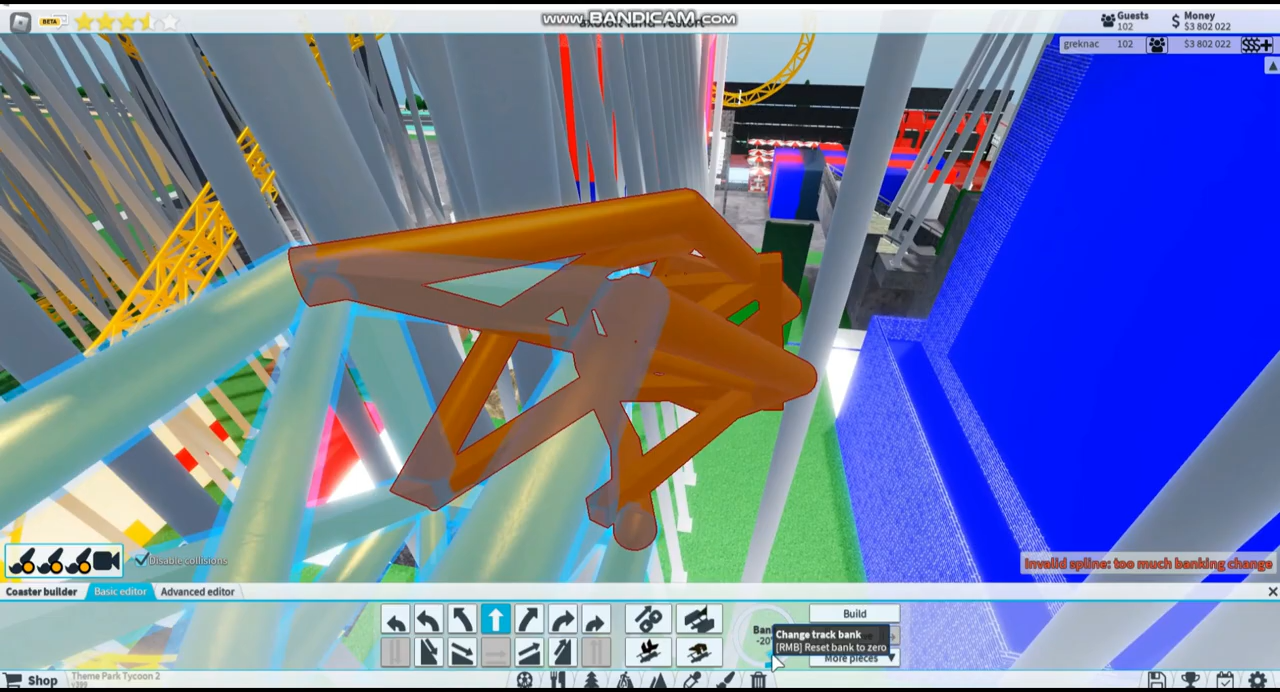 BETA
www.BANDICAM.com
Guests
102
Money
$3 802 022
greknac 102 $3 802 022
Disable collisions
Invalid spline: too much banking change
Coaster builder Basic editor Advanced editor
Build
Change track bank
[RMB] Reset bank to zero
More pieces
Shop
Theme Park Tycoon 2